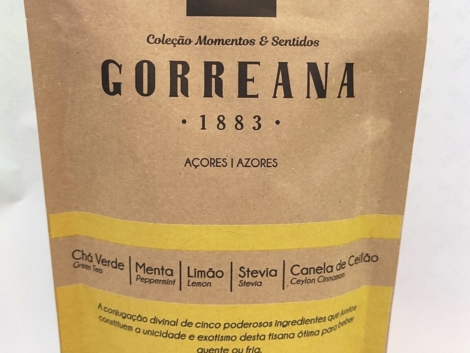 Coleção Momentos & Sentidos
GORREANA
• 1883 •
AÇORES | AZORES
Chá Verde | Menta | Limão | Stevia | Canela de Ceilão
Green Tea Peppermint Lemon Stevia Ceylon Cinnamon
A conjugação divinal de cinco poderosos ingredientes que juntos
constituem a unicidade e exotismo desta tisana ótima para beber
quente ou fria.